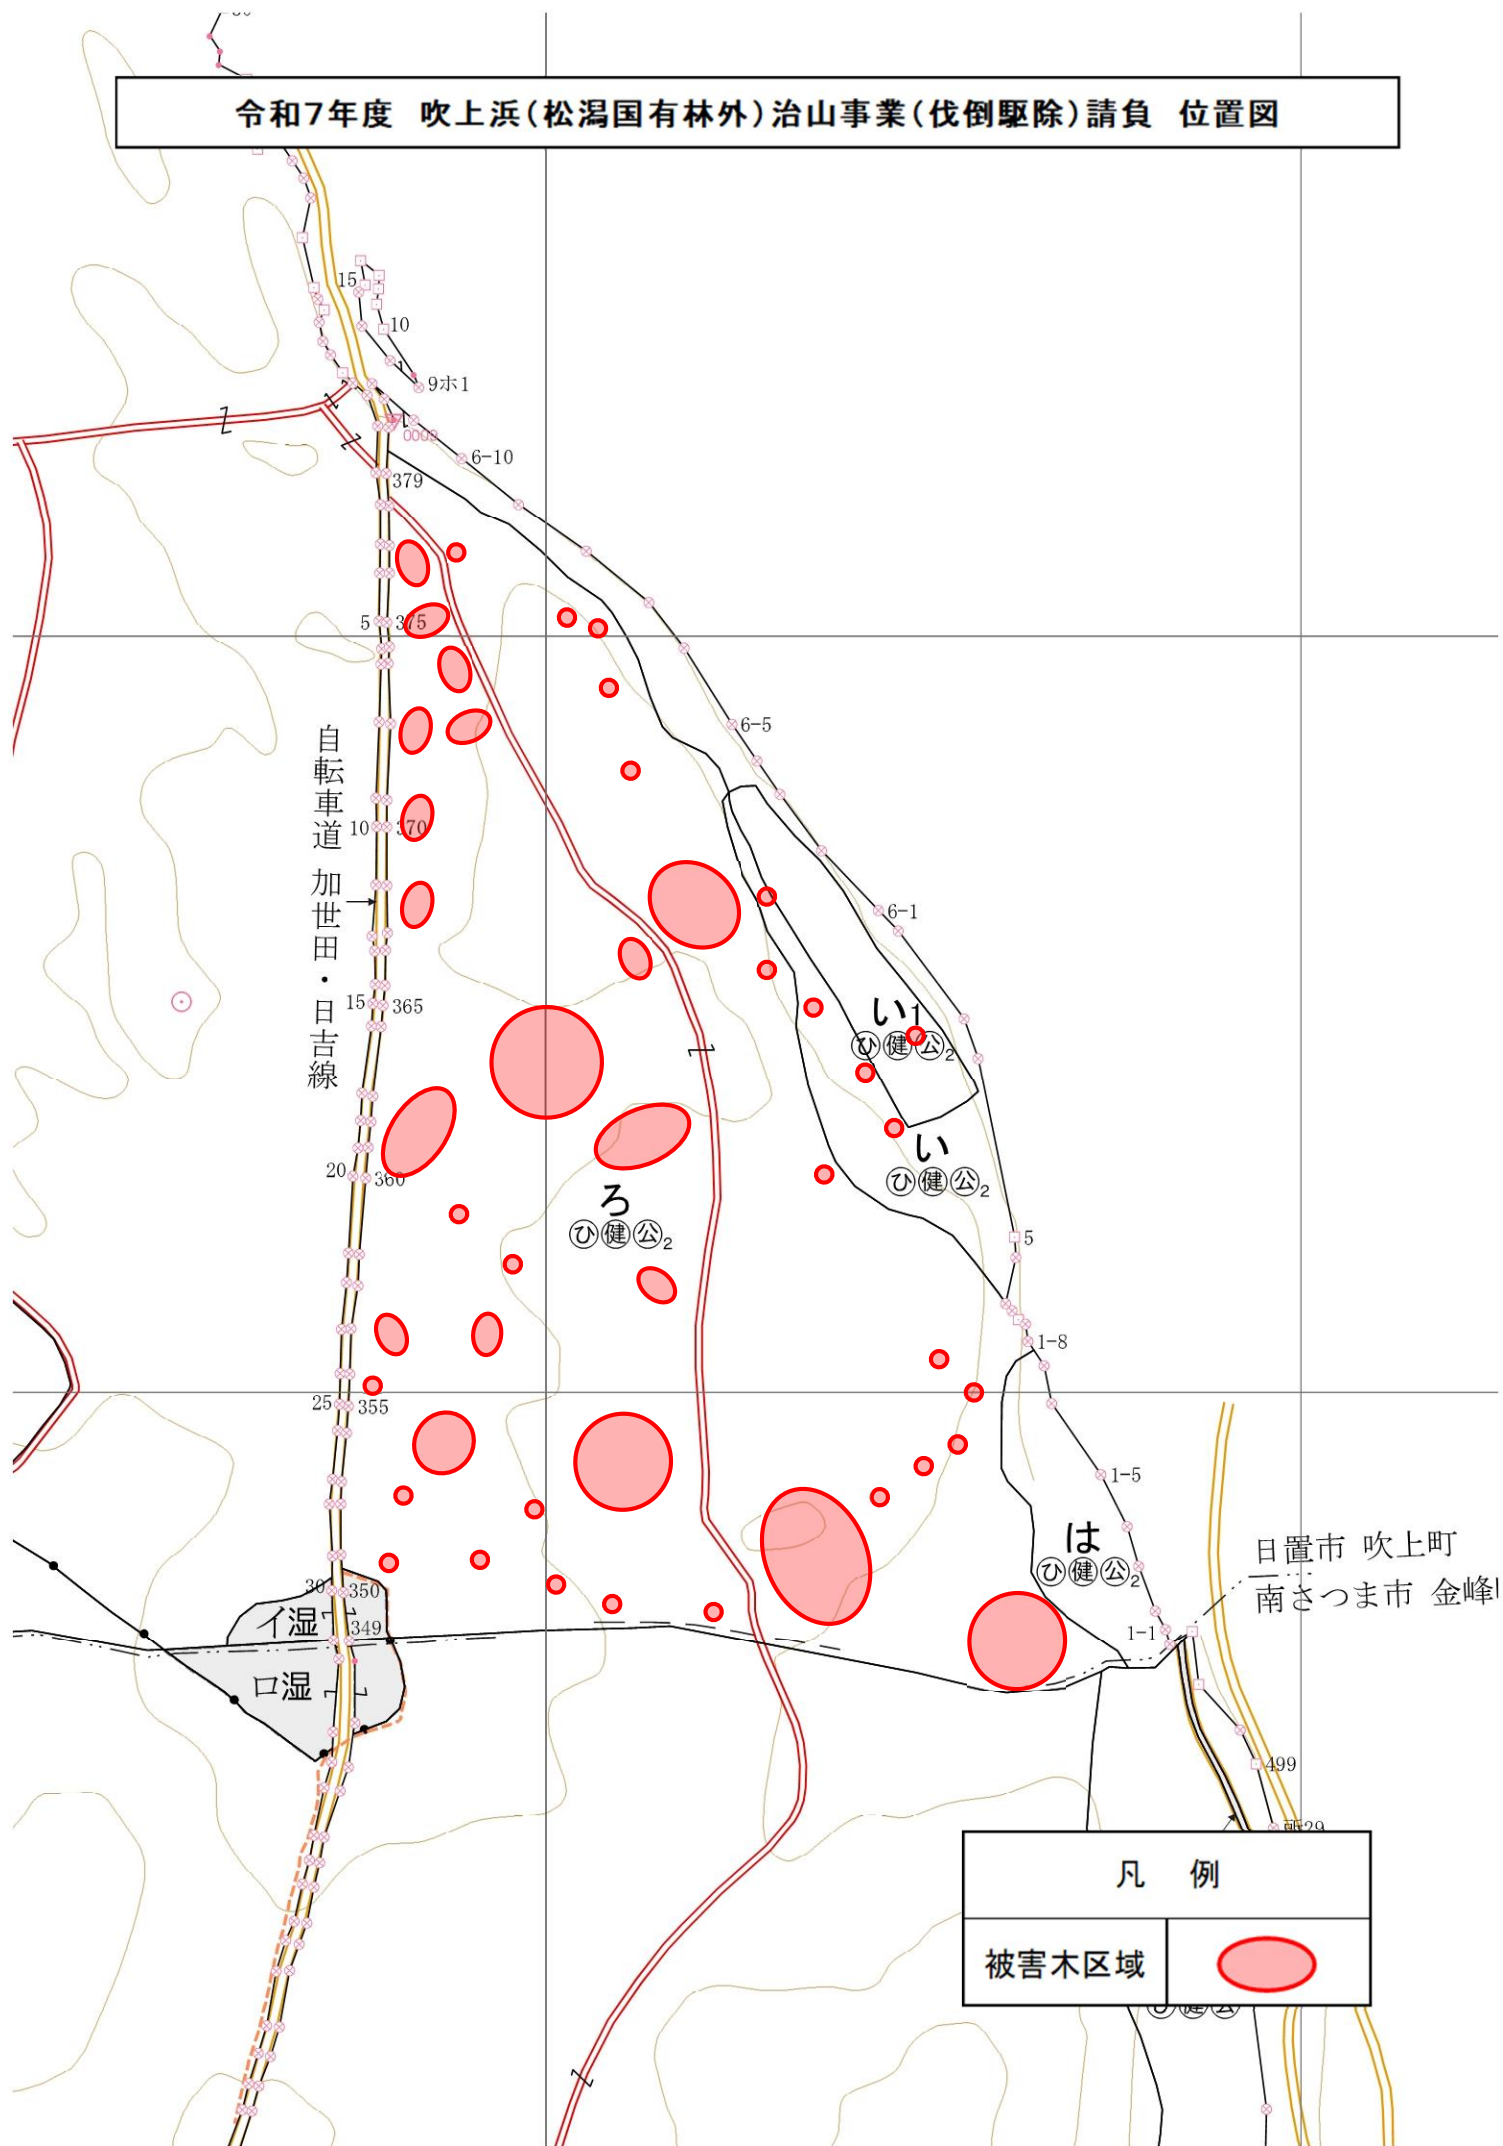 令和7年度 吹上浜(松潟国有林外)治山事業(伐倒駆除)請負 位置図
15
10
1
9ホ1
0009
6-10
379
5 375
6-5
自転車道 加世田・日吉線
10 370
6-1
15 365
い1
ひ健公2
い
ひ健公2
20 360
ろ
ひ健公2
5
1-8
25 355
1-5
は
ひ健公2
日置市 吹上町
南さつま市 金峰
30 350
イ湿
349
1-1
ロ湿
499
凡 例
被害木区域
ひ健公